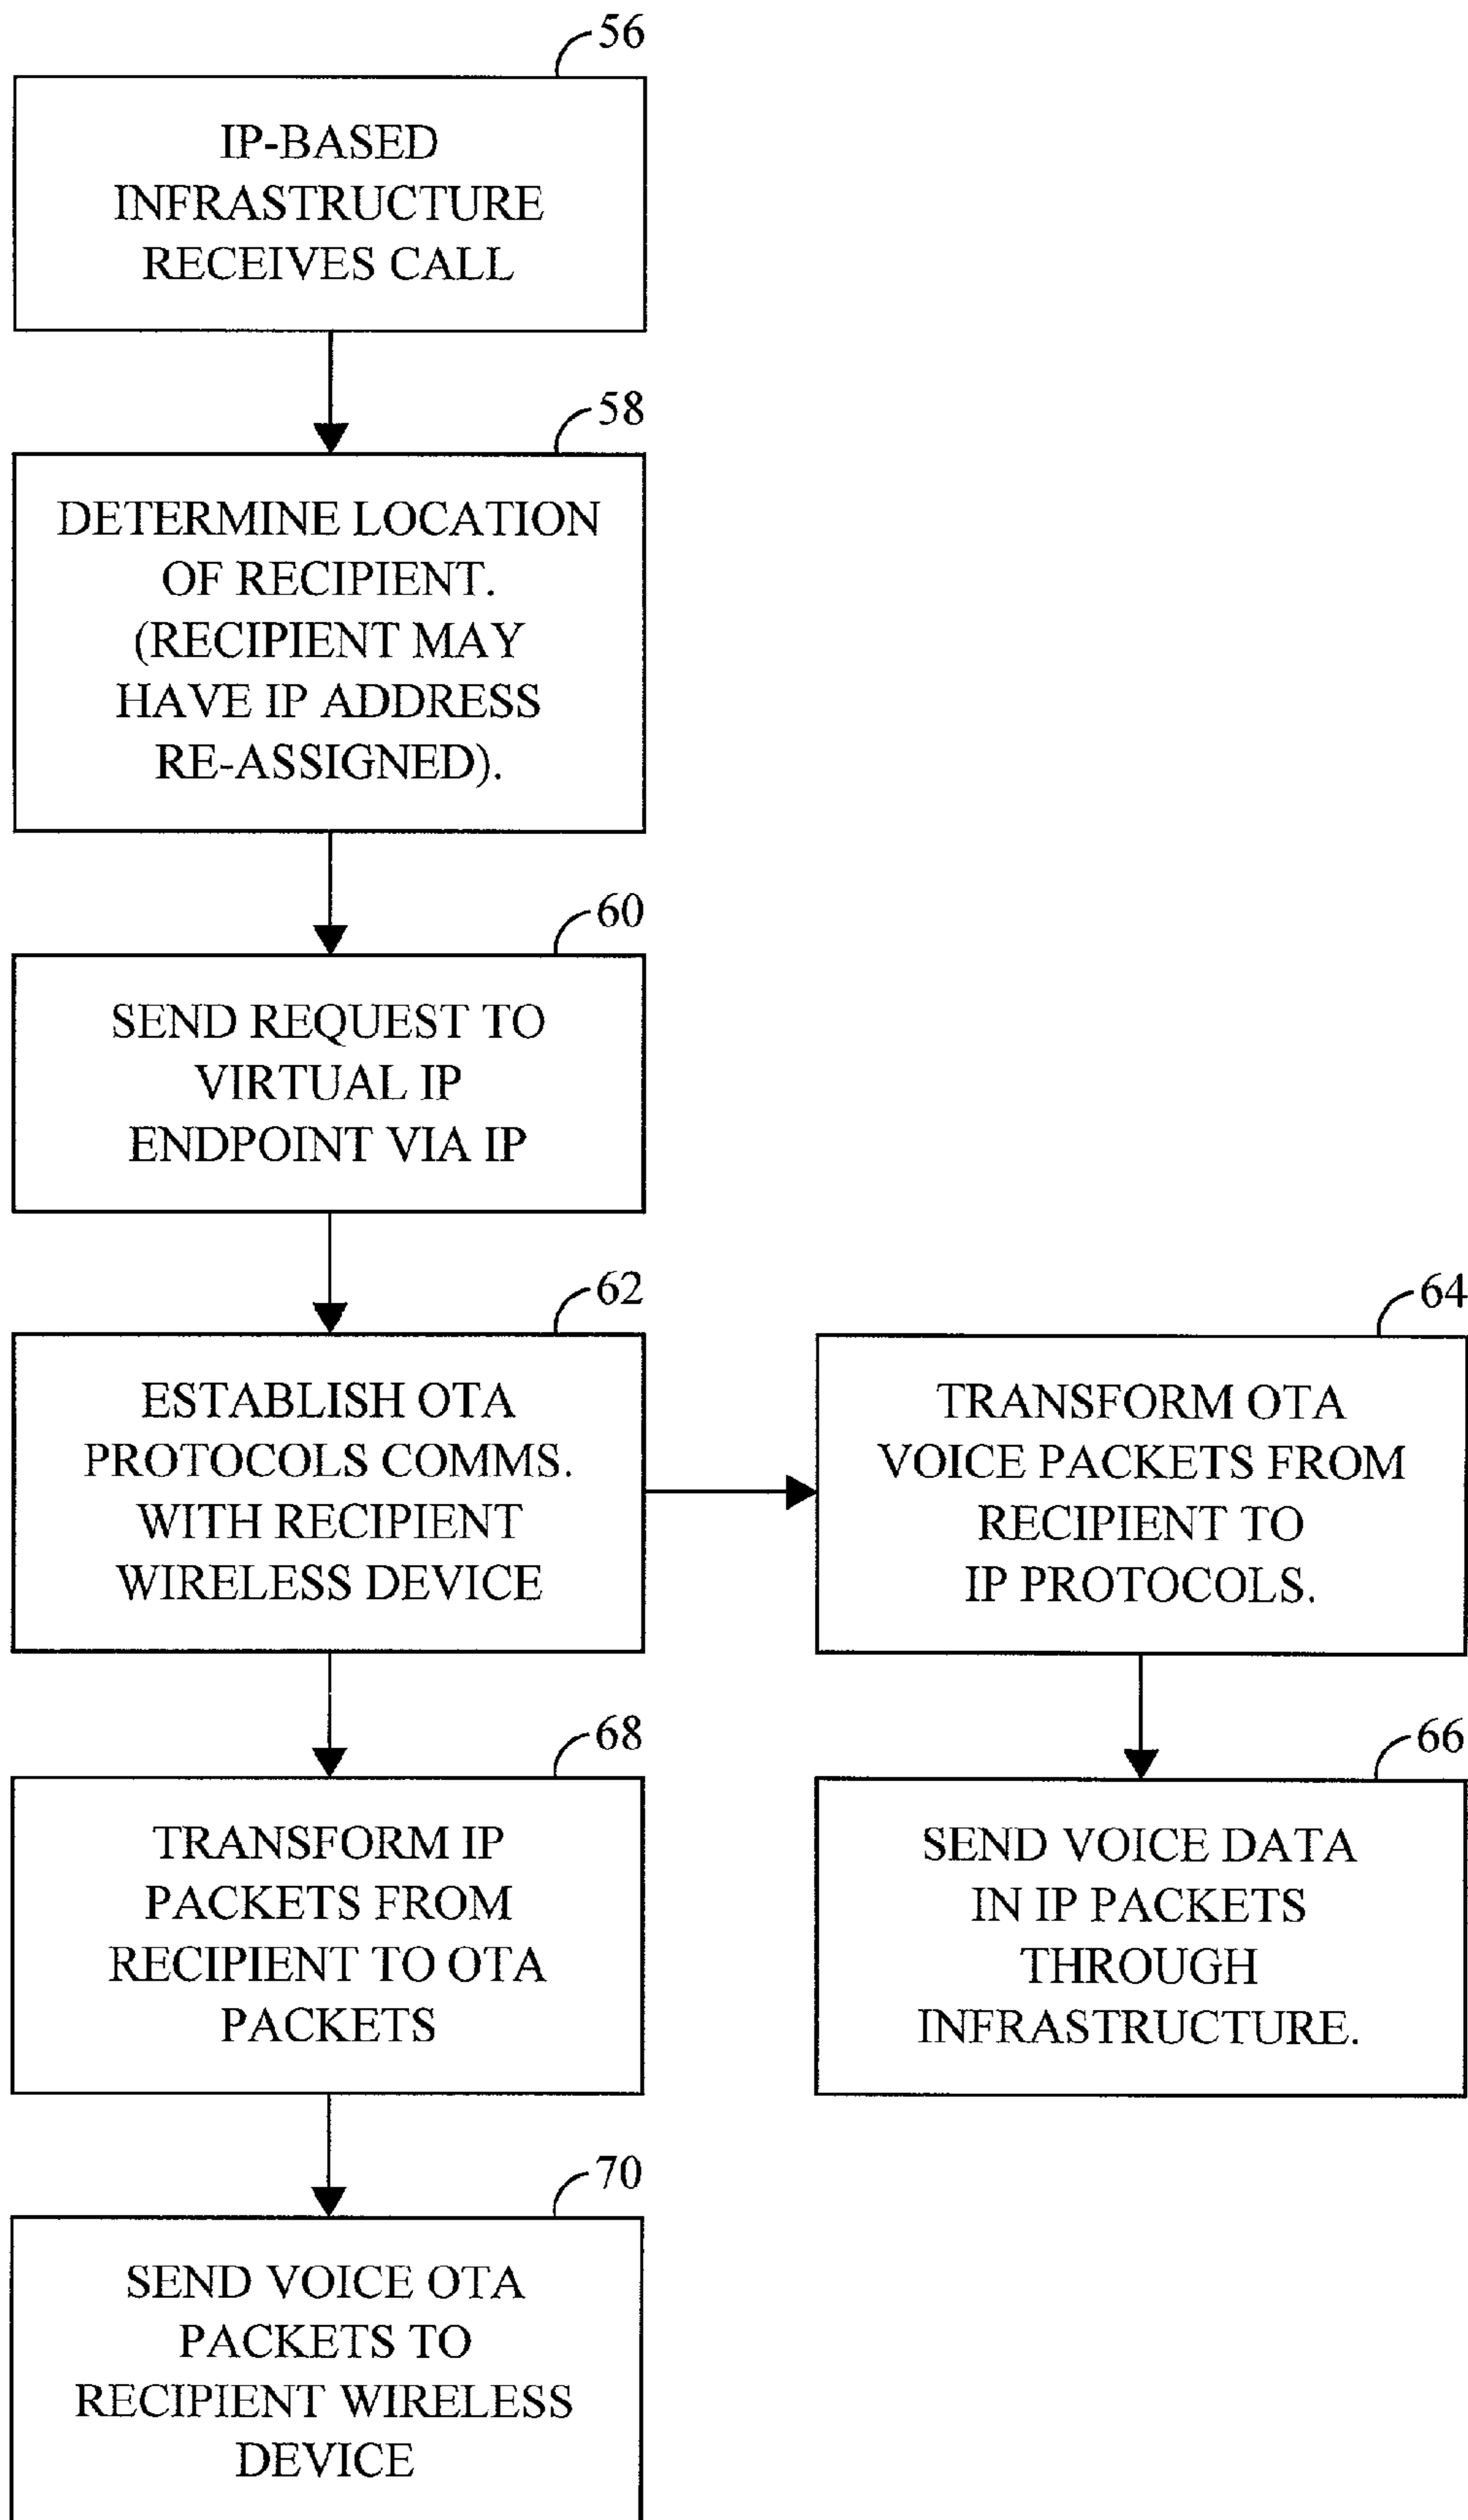 56
IP-BASED
INFRASTRUCTURE
RECEIVES CALL
58
DETERMINE LOCATION
OF RECIPIENT.
(RECIPIENT MAY
HAVE IP ADDRESS
RE-ASSIGNED).
60
SEND REQUEST TO
VIRTUAL IP
ENDPOINT VIA IP
62
ESTABLISH OTA
PROTOCOLS COMMS.
WITH RECIPIENT
WIRELESS DEVICE
64
TRANSFORM OTA
VOICE PACKETS FROM
RECIPIENT TO
IP PROTOCOLS.
68
TRANSFORM IP
PACKETS FROM
RECIPIENT TO OTA
PACKETS
66
SEND VOICE DATA
IN IP PACKETS
THROUGH
INFRASTRUCTURE.
70
SEND VOICE OTA
PACKETS TO
RECIPIENT WIRELESS
DEVICE